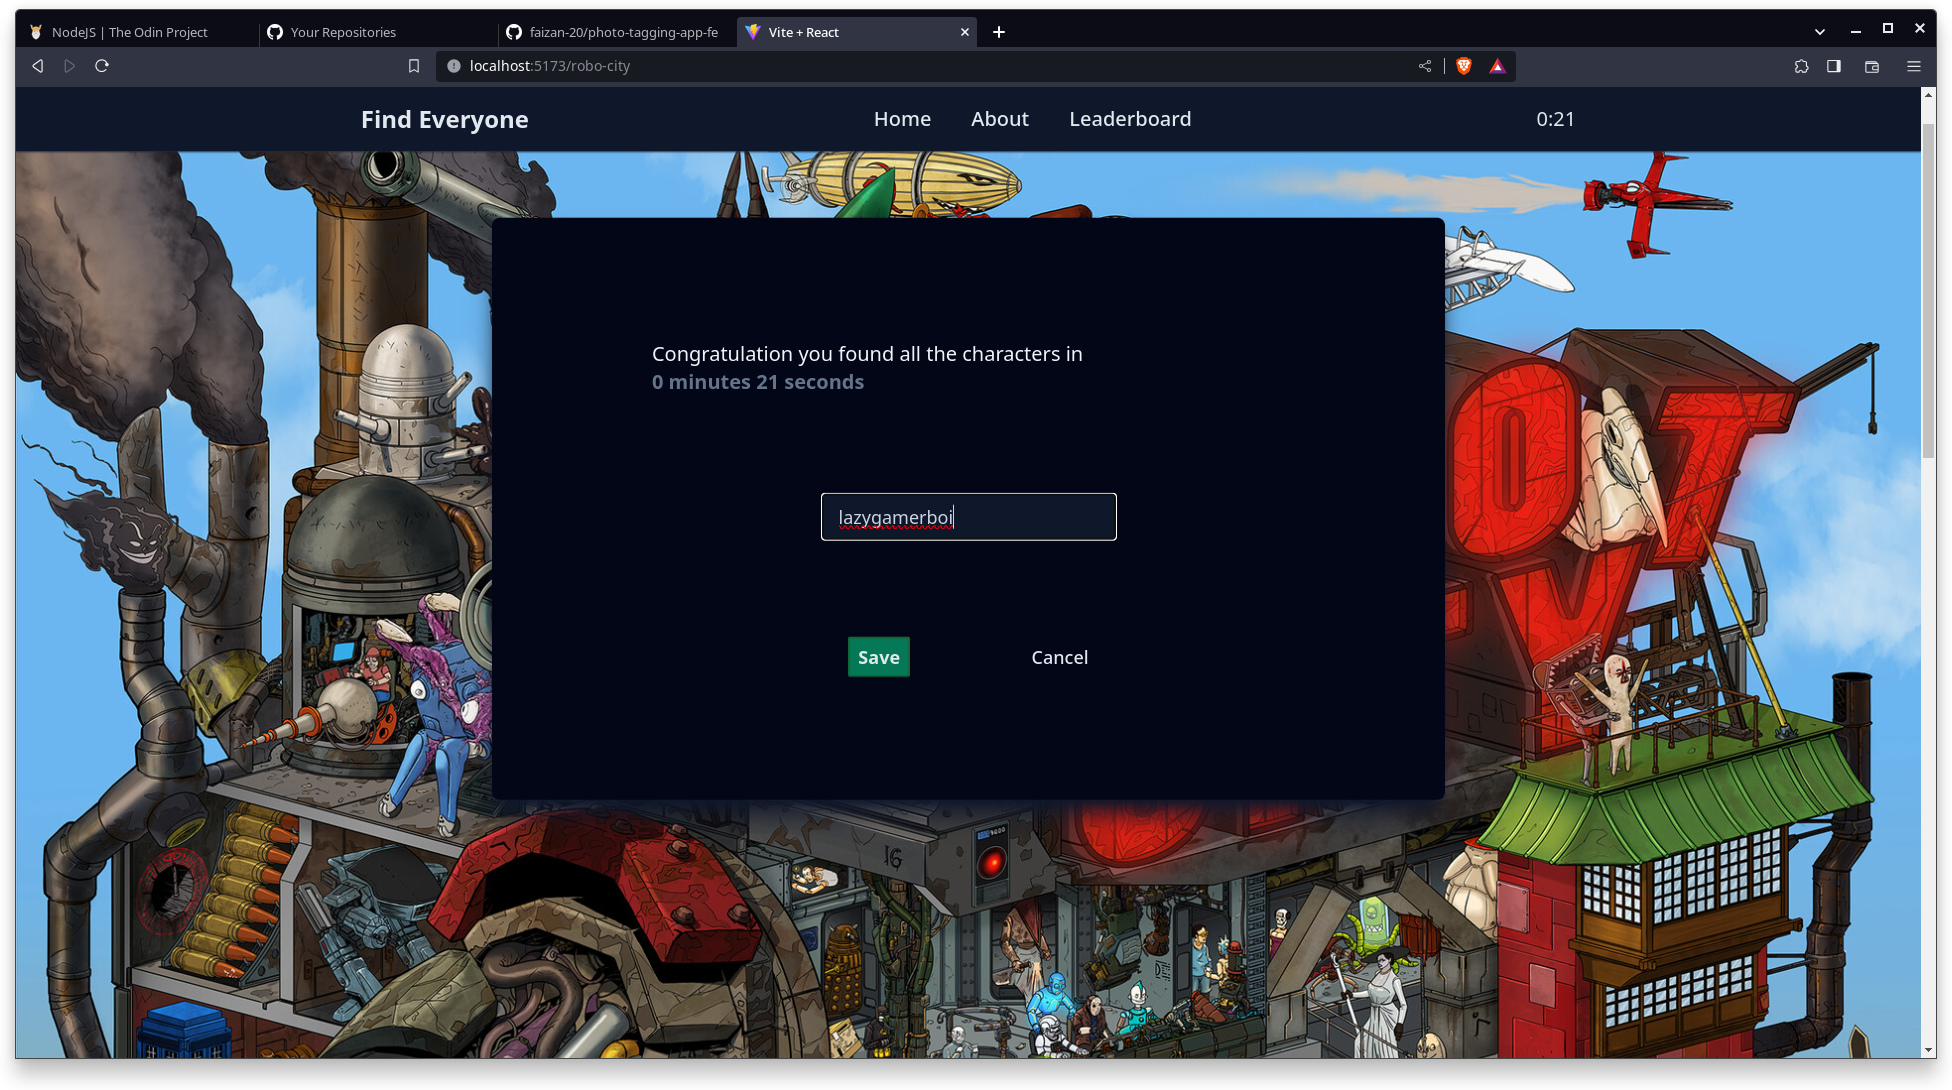 NodeJS | The Odin Project
Your Repositories
faizan-20/photo-tagging-app-fe
Vite + React
localhost:5173/robo-city
Find Everyone
Home
About
Leaderboard
0:21
Congratulation you found all the characters in
0 minutes 21 seconds
lazygamerboi
Save
Cancel
16